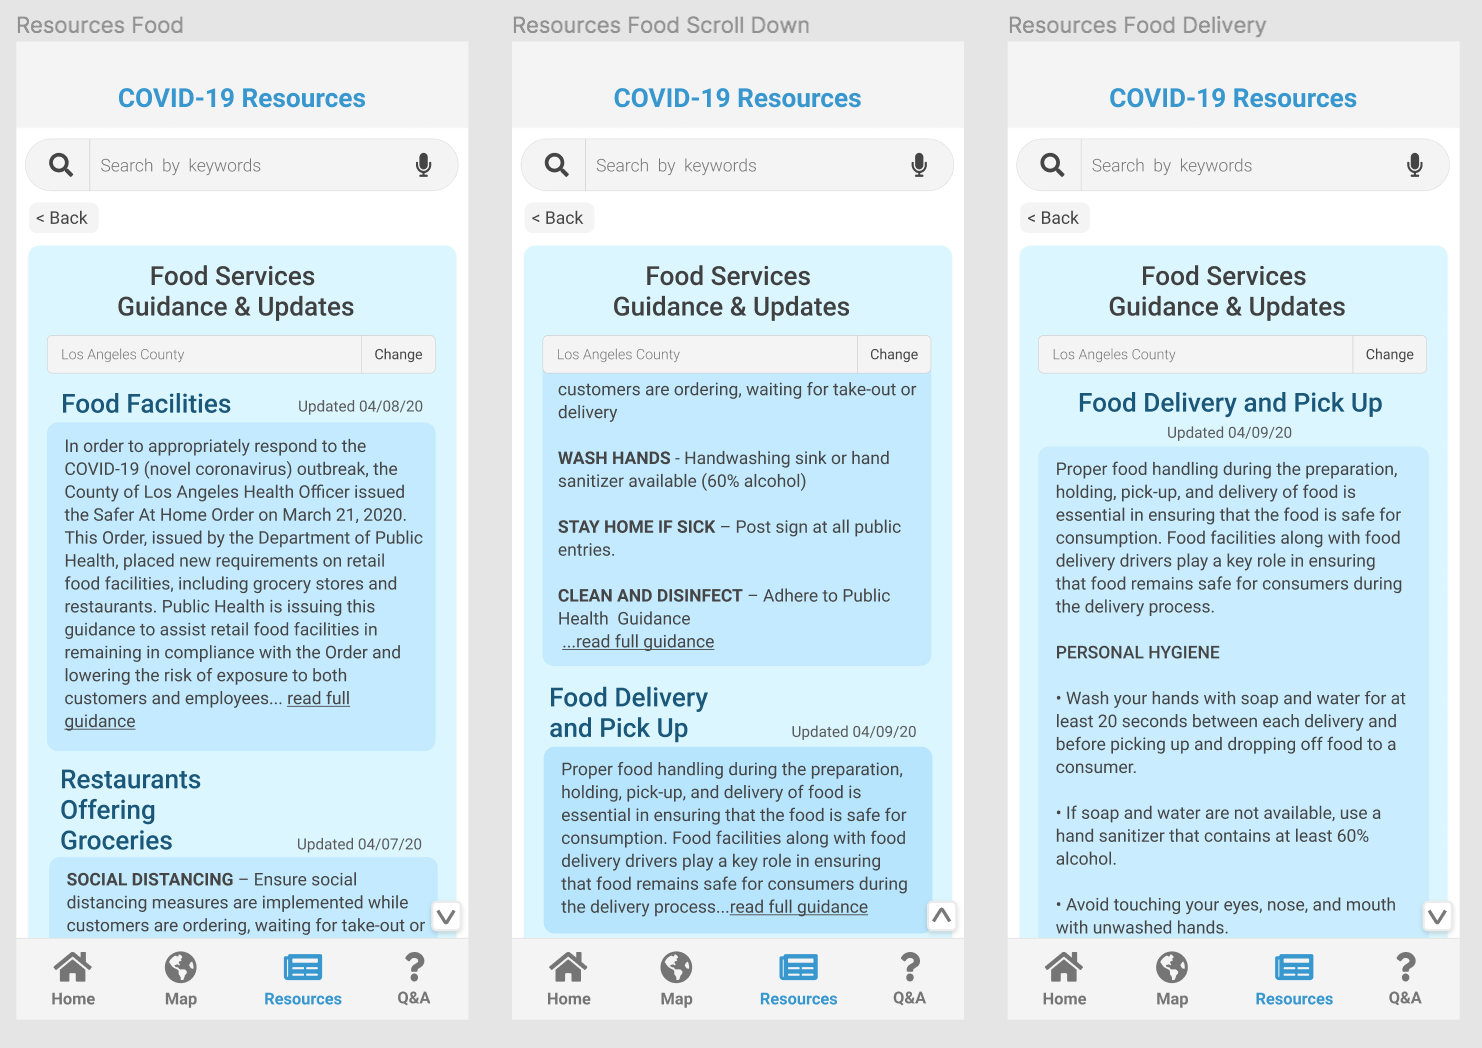 Resources Food
COVID-19 Resources
Search by keywords
< Back
Food Services
Guidance & Updates
Los Angeles County
Change
Food Facilities
Updated 04/08/20
In order to appropriately respond to the
COVID-19 (novel coronavirus) outbreak, the
County of Los Angeles Health Officer issued
the Safer At Home Order on March 21, 2020.
This Order, issued by the Department of Public
Health, placed new requirements on retail
food facilities, including grocery stores and
restaurants. Public Health is issuing this
guidance to assist retail food facilities in
remaining in compliance with the Order and
lowering the risk of exposure to both
customers and employees... read full
guidance
Restaurants
Offering
Groceries
Updated 04/07/20
SOCIAL DISTANCING – Ensure social
distancing measures are implemented while
customers are ordering, waiting for take-out or
Home
Map
Resources
Q&A
Resources Food Scroll Down
COVID-19 Resources
Search by keywords
< Back
Food Services
Guidance & Updates
Los Angeles County
Change
customers are ordering, waiting for take-out or
delivery
WASH HANDS - Handwashing sink or hand
sanitizer available (60% alcohol)
STAY HOME IF SICK – Post sign at all public
entries.
CLEAN AND DISINFECT – Adhere to Public
Health Guidance
...read full guidance
Food Delivery
and Pick Up
Updated 04/09/20
Proper food handling during the preparation,
holding, pick-up, and delivery of food is
essential in ensuring that the food is safe for
consumption. Food facilities along with food
delivery drivers play a key role in ensuring
that food remains safe for consumers during
the delivery process...read full guidance
Home
Map
Resources
Q&A
Resources Food Delivery
COVID-19 Resources
Search by keywords
< Back
Food Services
Guidance & Updates
Los Angeles County
Change
Food Delivery and Pick Up
Updated 04/09/20
Proper food handling during the preparation,
holding, pick-up, and delivery of food is
essential in ensuring that the food is safe for
consumption. Food facilities along with food
delivery drivers play a key role in ensuring
that food remains safe for consumers during
the delivery process.
PERSONAL HYGIENE
• Wash your hands with soap and water for at
least 20 seconds between each delivery and
before picking up and dropping off food to a
consumer.
• If soap and water are not available, use a
hand sanitizer that contains at least 60%
alcohol.
• Avoid touching your eyes, nose, and mouth
with unwashed hands.
Home
Map
Resources
Q&A